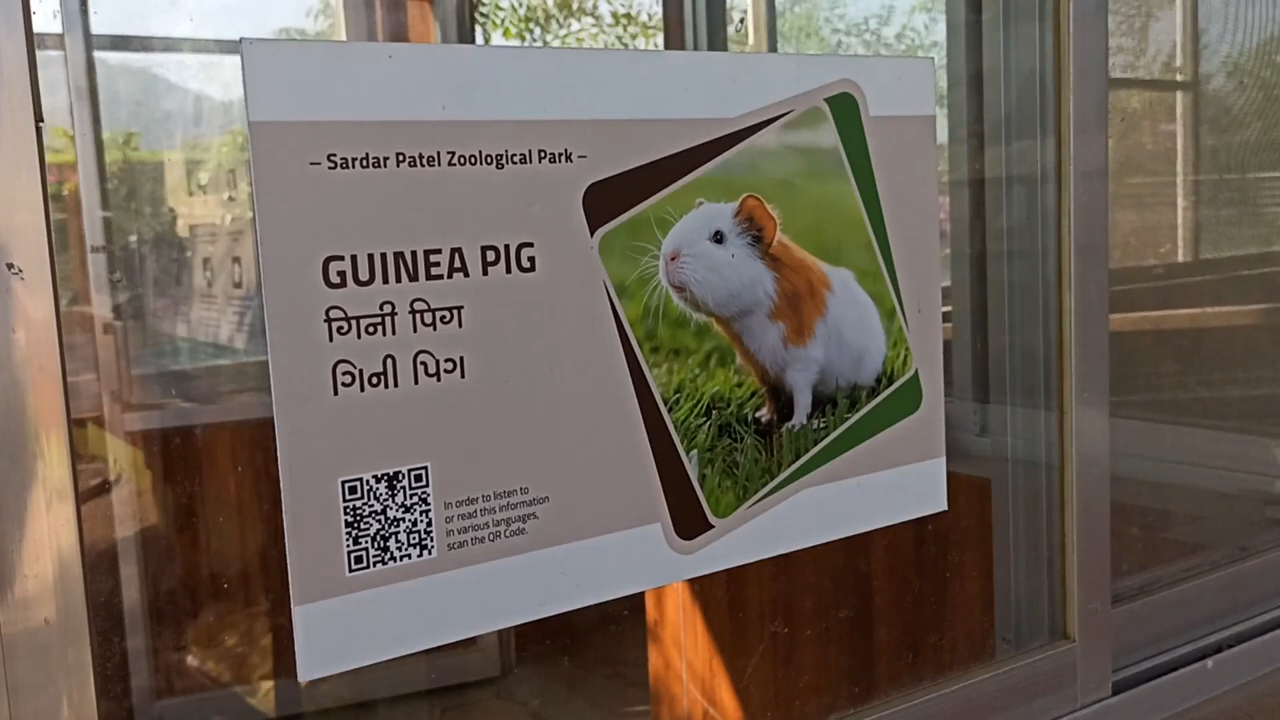 – Sardar Patel Zoological Park –
GUINEA PIG
गिनी पिग
ગિની પિગ
In order to listen to
or read this information
in various languages,
scan the QR Code.